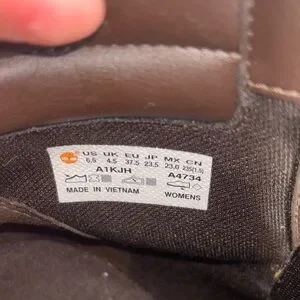 US UK EU JP MX CN
6.5 4.5 37.5 23.5 23.0 235(1.5)
A1KJH A4734
MADE IN VIETNAM WOMENS